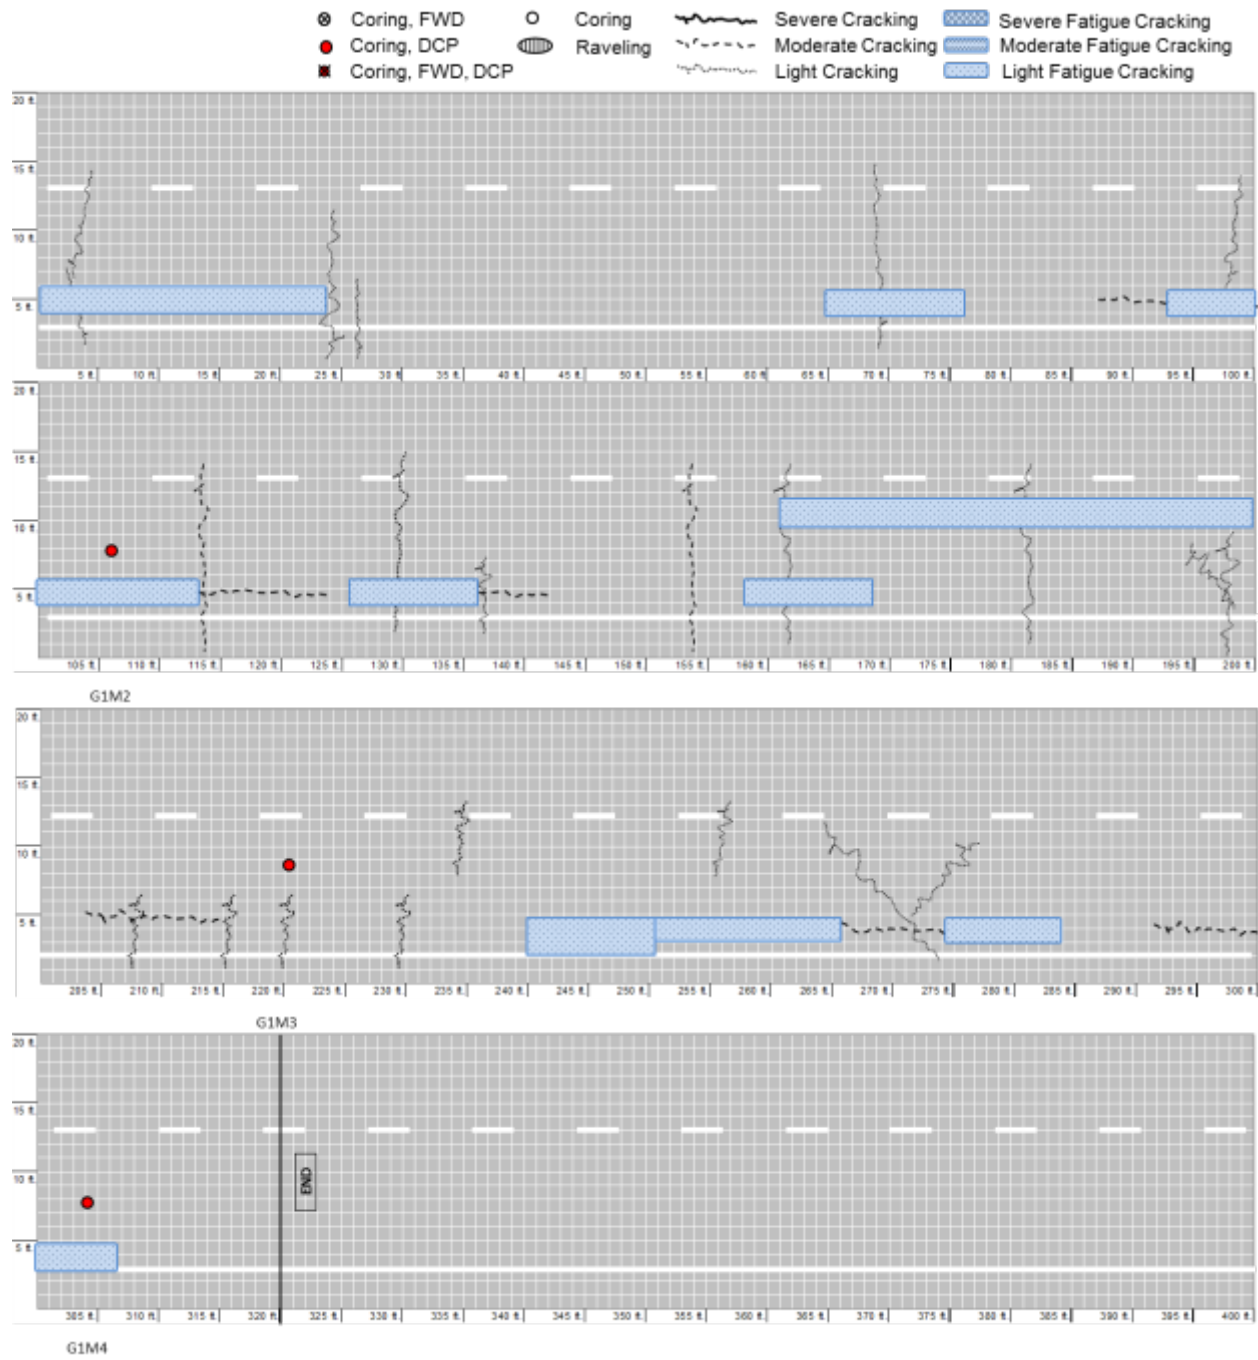 Coring, FWD Coring Severe Cracking Severe Fatigue Cracking
Coring, DCP Raveling Moderate Cracking Moderate Fatigue Cracking
Coring, FWD, DCP Light Cracking Light Fatigue Cracking
20 ft.
15 ft.
10 ft.
5 ft.
5 ft. 10 ft. 15 ft. 20 ft. 25 ft. 30 ft. 35 ft. 40 ft. 45 ft. 50 ft. 54 ft. 60 ft. 65 ft. 70 ft. 75 ft. 80 ft. 85 ft. 90 ft. 95 ft. 100 ft.
20 ft.
15 ft.
10 ft.
5 ft.
105 ft. 110 ft. 115 ft. 120 ft. 125 ft. 130 ft. 135 ft. 140 ft. 145 ft. 150 ft. 154 ft. 160 ft. 165 ft. 170 ft. 175 ft. 180 ft. 185 ft. 190 ft. 195 ft. 200 ft.
G1M2
20 ft.
15 ft.
10 ft.
5 ft.
205 ft. 210 ft. 215 ft. 220 ft. 225 ft. 230 ft. 235 ft. 240 ft. 245 ft. 250 ft. 255 ft. 260 ft. 265 ft. 270 ft. 275 ft. 280 ft. 285 ft. 290 ft. 295 ft. 300 ft.
G1M3
20 ft.
15 ft.
10 ft.
END
5 ft.
305 ft. 310 ft. 315 ft. 320 ft. 325 ft. 330 ft. 335 ft. 340 ft. 345 ft. 350 ft. 355 ft. 360 ft. 365 ft. 370 ft. 375 ft. 380 ft. 385 ft. 390 ft. 395 ft. 400 ft.
G1M4